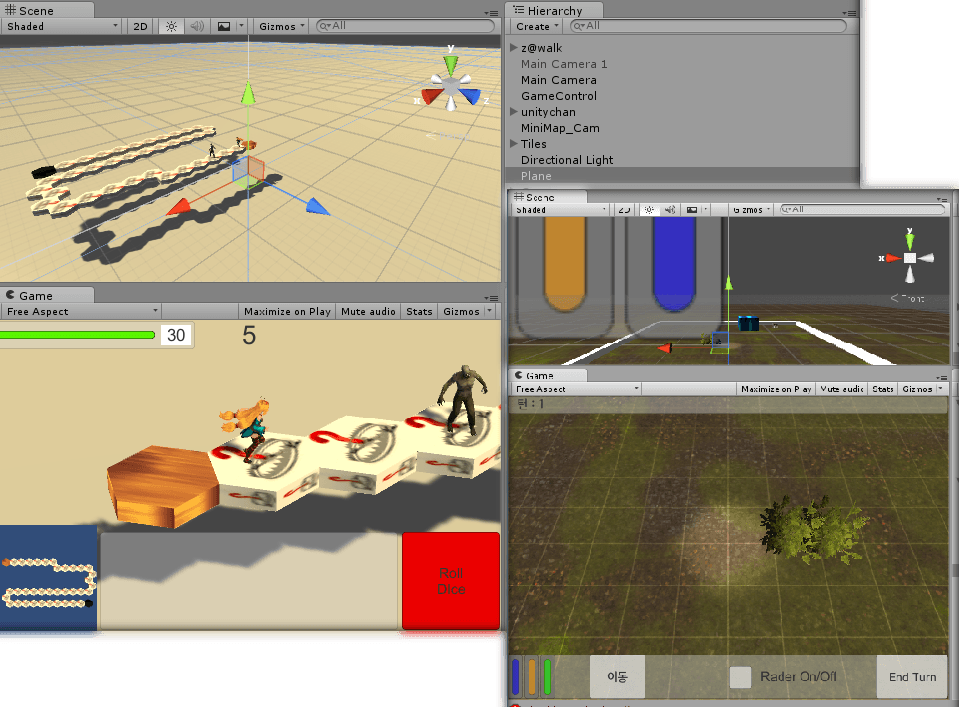 Scene
Shaded 2D Gizmos All
y
x z
Game
Free Aspect Maximize on Play Mute audio Stats Gizmos
30 5
Roll
Dice
Hierarchy
Create All
z@walk
Main Camera 1
Main Camera
GameControl
unitychan
MiniMap_Cam
Tiles
Directional Light
Plane
Scene
Shaded 2D Gizmos All
y
x
< Front
Game
Free Aspect Maximize on Play Mute audio Stats Gizmos
턴 : 1
이동 Rader On/Off End Turn